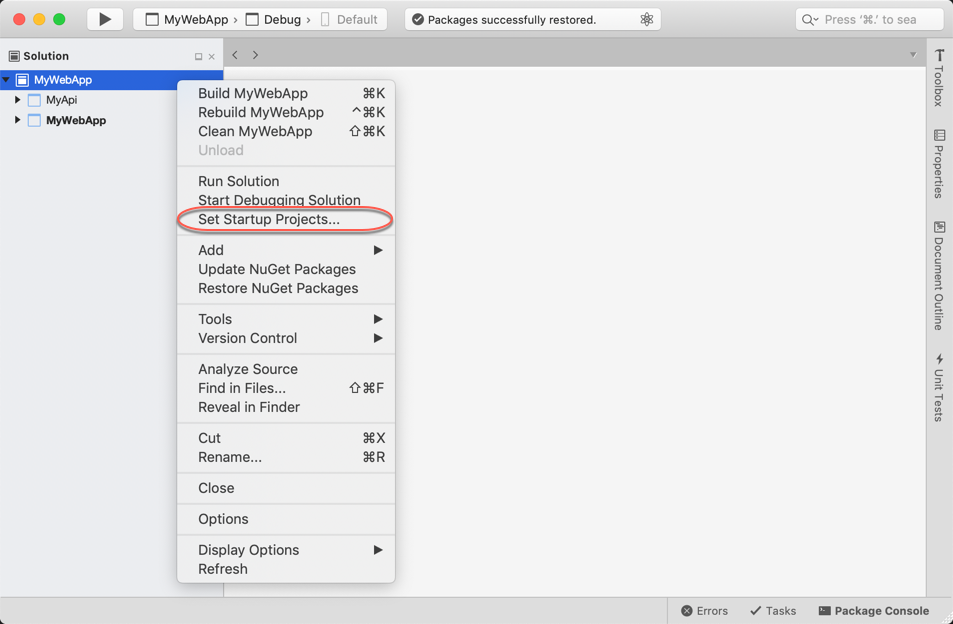 MyWebApp › Debug › Default
Packages successfully restored.
Press '⌘.' to sea
Solution
MyWebApp
MyApi
MyWebApp
Build MyWebApp ⌘K
Rebuild MyWebApp ^⌘K
Clean MyWebApp ⇧⌘K
Unload
Run Solution
Start Debugging Solution
Set Startup Projects...
Add
Update NuGet Packages
Restore NuGet Packages
Tools
Version Control
Analyze Source
Find in Files... ⇧⌘F
Reveal in Finder
Cut ⌘X
Rename... ⌘R
Close
Options
Display Options
Refresh
Toolbox
Properties
Document Outline
Unit Tests
Errors
Tasks
Package Console